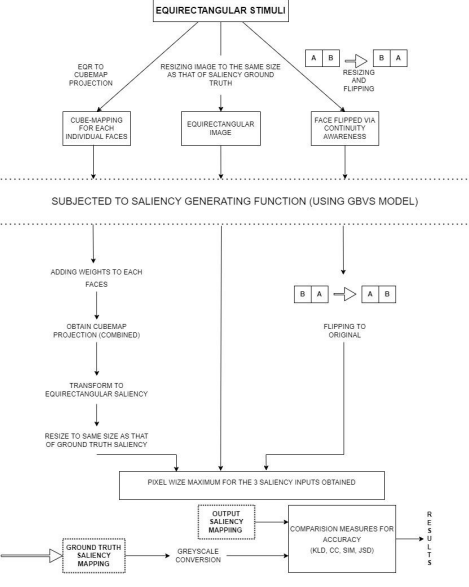 EQUIRECTANGULAR STIMULI
EQR TO
CUBEMAP
PROJECTION
RESIZING IMAGE TO THE SAME SIZE
AS THAT OF SALIENCY GROUND
TRUTH
A B B A
RESIZING
AND
FLIPPING
CUBE-MAPPING
FOR EACH
INDIVIDUAL FACES
EQUIRECTANGULAR
IMAGE
FACE FLIPPED VIA
CONTINUITY
AWARENESS
SUBJECTED TO SALIENCY GENERATING FUNCTION (USING GBVS MODEL)
ADDING WEIGHTS TO EACH
FACES
B A A B
OBTAIN CUBEMAP
PROJECTION (COMBINED)
FLIPPING TO
ORIGINAL
TRANSFORM TO
EQUIRECTANGULAR SALIENCY
RESIZE TO SAME SIZE AS THAT
OF GROUND TRUTH SALIENCY
PIXEL WIZE MAXIMUM FOR THE 3 SALIENCY INPUTS OBTAINED
OUTPUT
SALIENCY
MAPPIING
COMPARISION MEASURES FOR
ACCURACY
(KLD, CC, SIM, JSD)
GROUND TRUTH
SALIENCY
MAPPING
GREYSCALE
CONVERSION
R
E
S
U
L
T
S